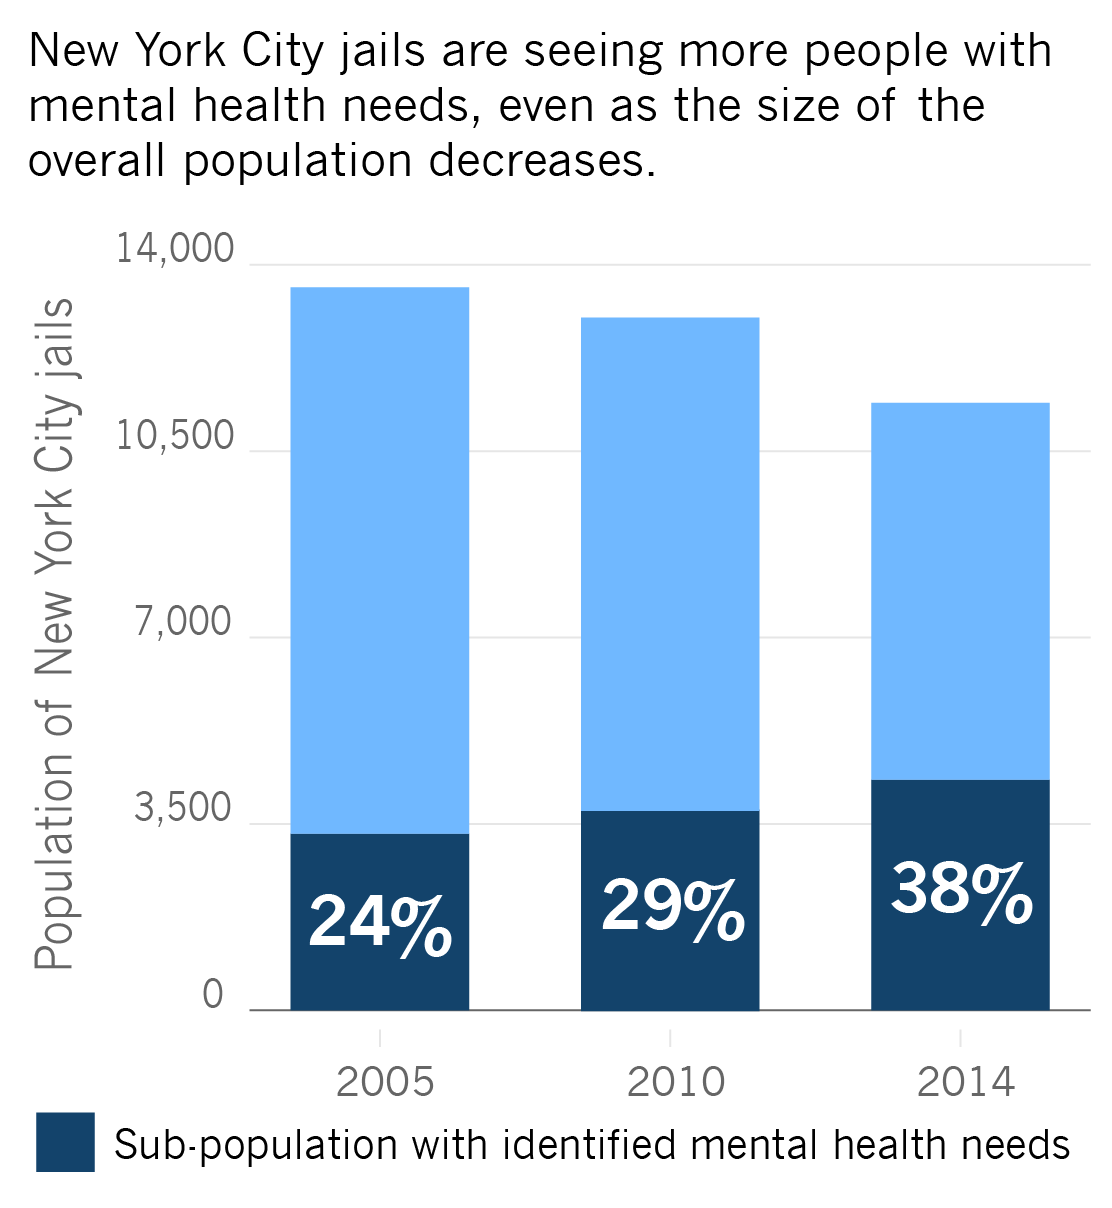 New York City jails are seeing more people with
mental health needs, even as the size of the
overall population decreases.
Population of New York City jails
14,000
10,500
7,000
3,500
0
24%
29%
38%
2005
2010
2014
Sub-population with identified mental health needs